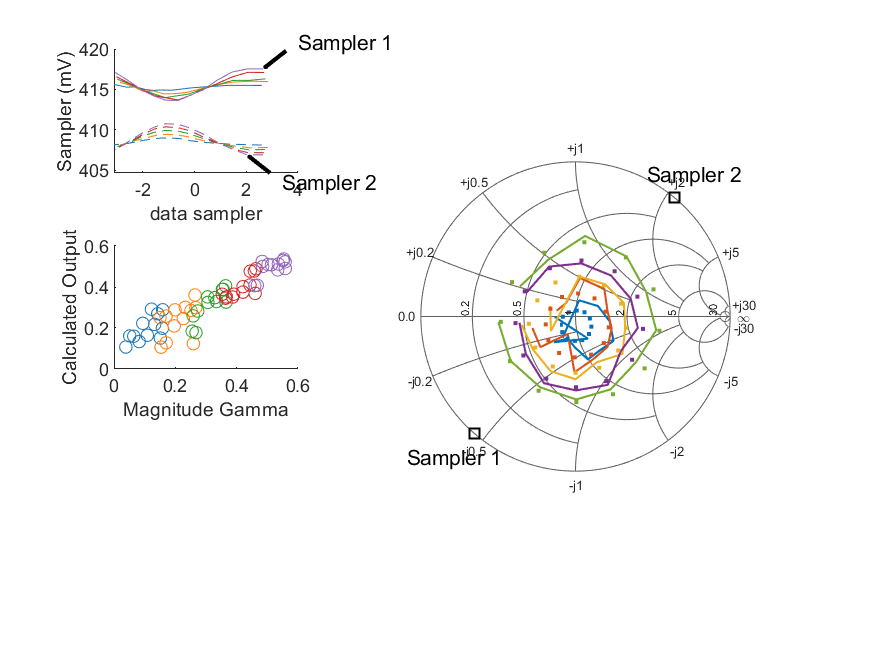 Sampler 1
420
415
410
405
Sampler (mV)
-2
0
2
4
data sampler
Sampler 2
0.6
0.4
0.2
0
Calculated Output
0
0.2
0.4
0.6
Magnitude Gamma
+j1
Sampler 2
+j2
+j0.5
+j0.2
+j5
0.0
0.2
0.5
1
2
5
30
+j30
∞
-j30
-j0.2
-j5
Sampler 1
-j0.5
-j2
-j1